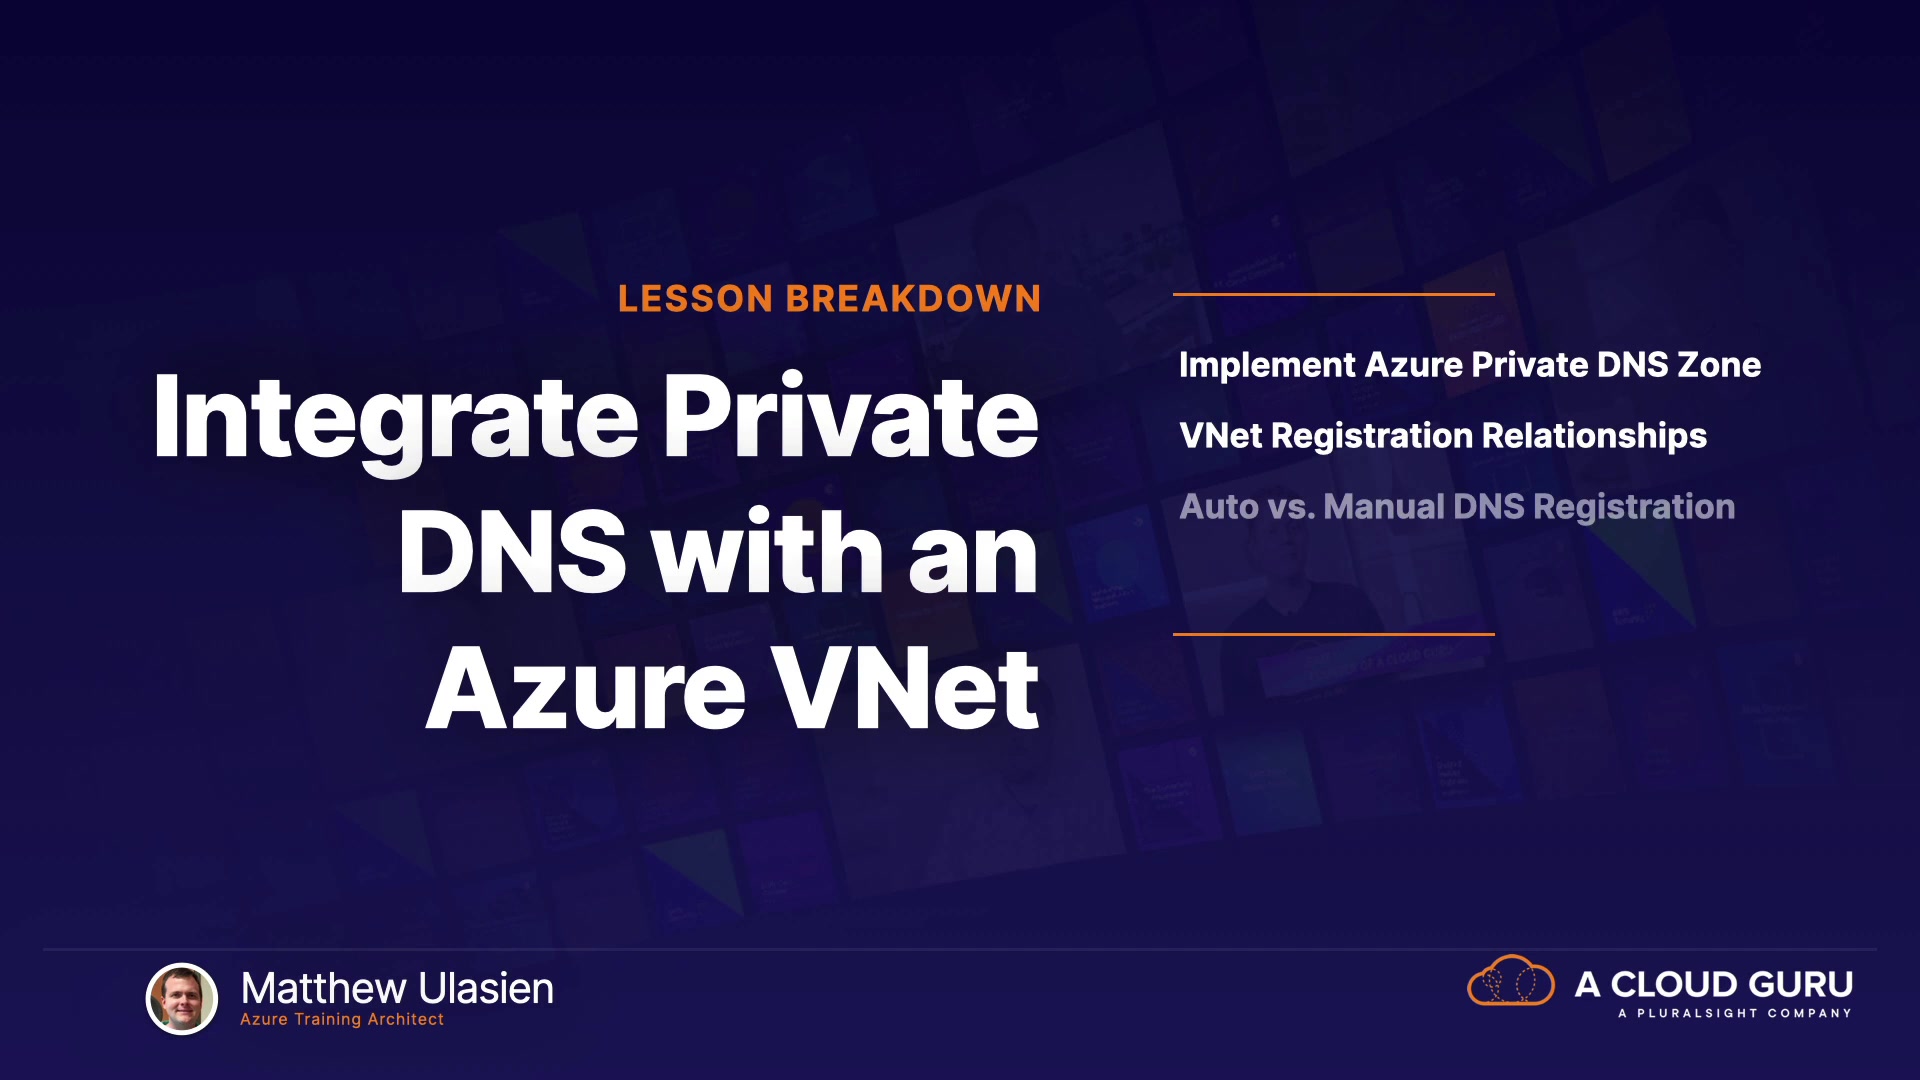 LESSON BREAKDOWN
Integrate Private
DNS with an
Azure VNet
Implement Azure Private DNS Zone
VNet Registration Relationships
Auto vs. Manual DNS Registration
Matthew Ulasien
Azure Training Architect
A CLOUD GURU
A PLURALSIGHT COMPANY